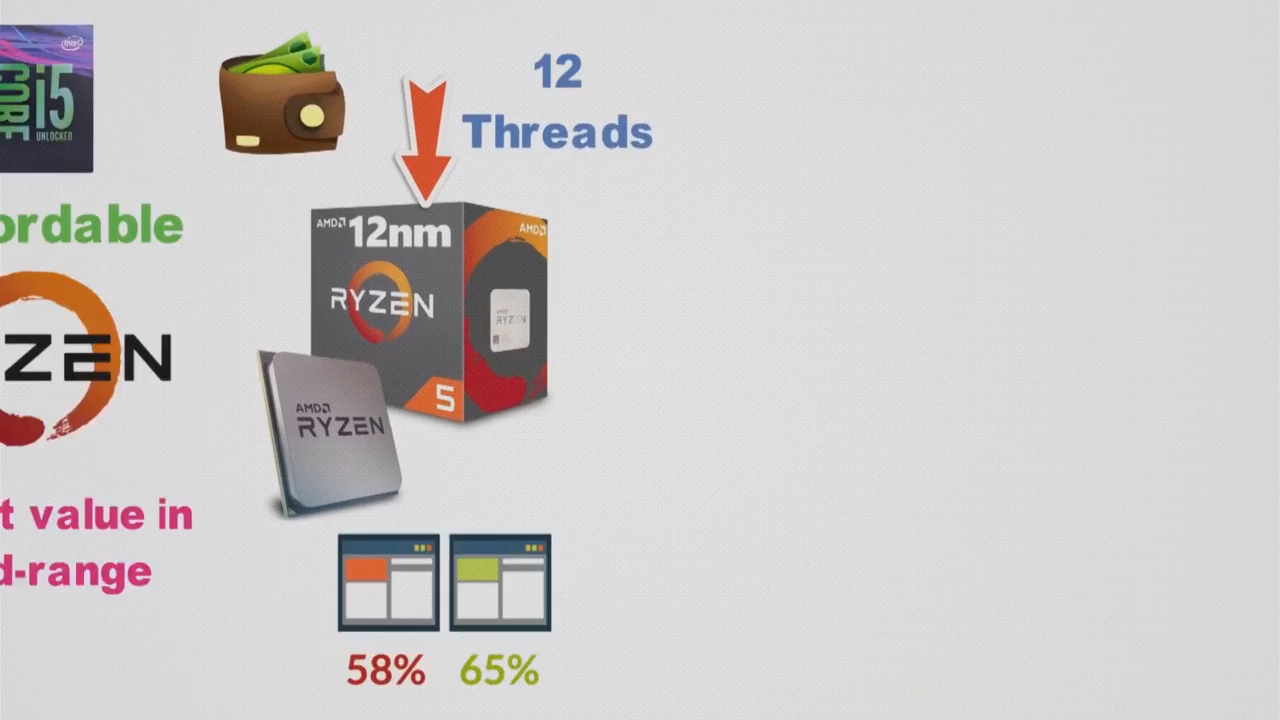 intel
CORE i5
UNLOCKED
ordable
ZEN
t value in
d-range
12
Threads
AMD
12nm
RYZEN
5
AMD
RYZEN
AMD
RYZEN
58%
65%